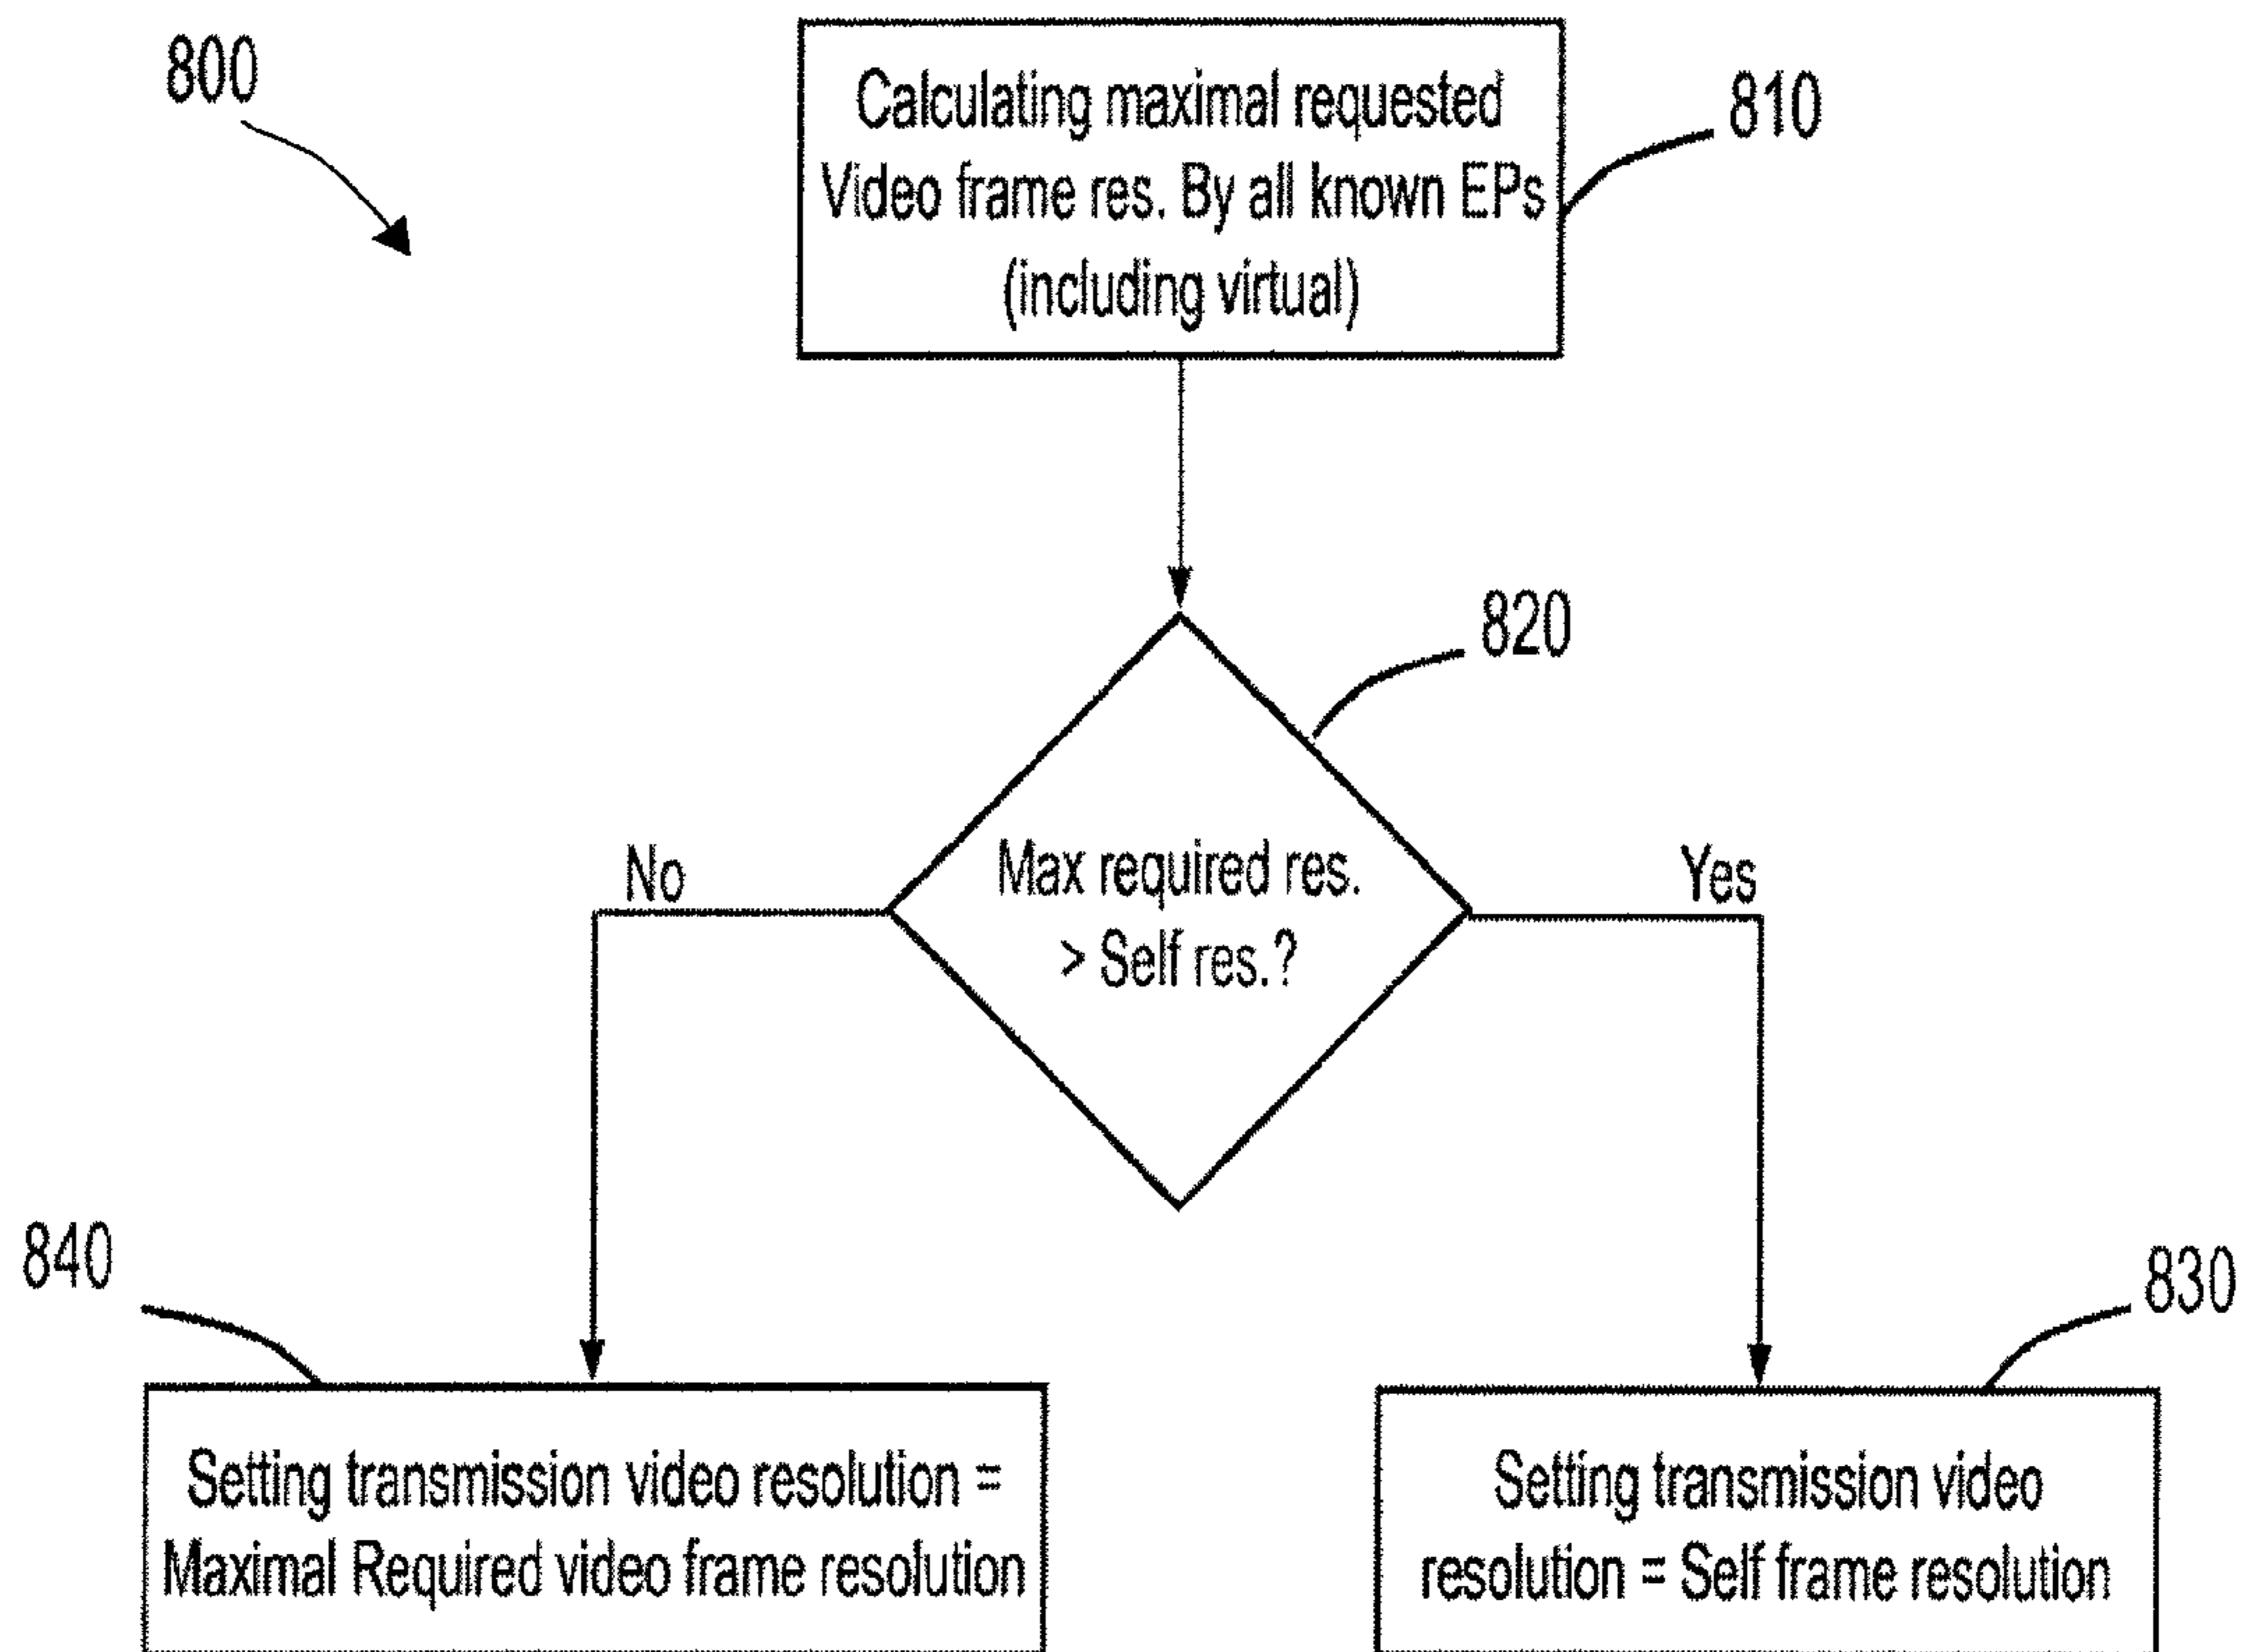 800
Calculating maximal requested
Video frame res. By all known EPs
(including virtual)
810
820
Max required res.
> Self res.?
No
Yes
840
Setting transmission video resolution =
Maximal Required video frame resolution
830
Setting transmission video
resolution = Self frame resolution